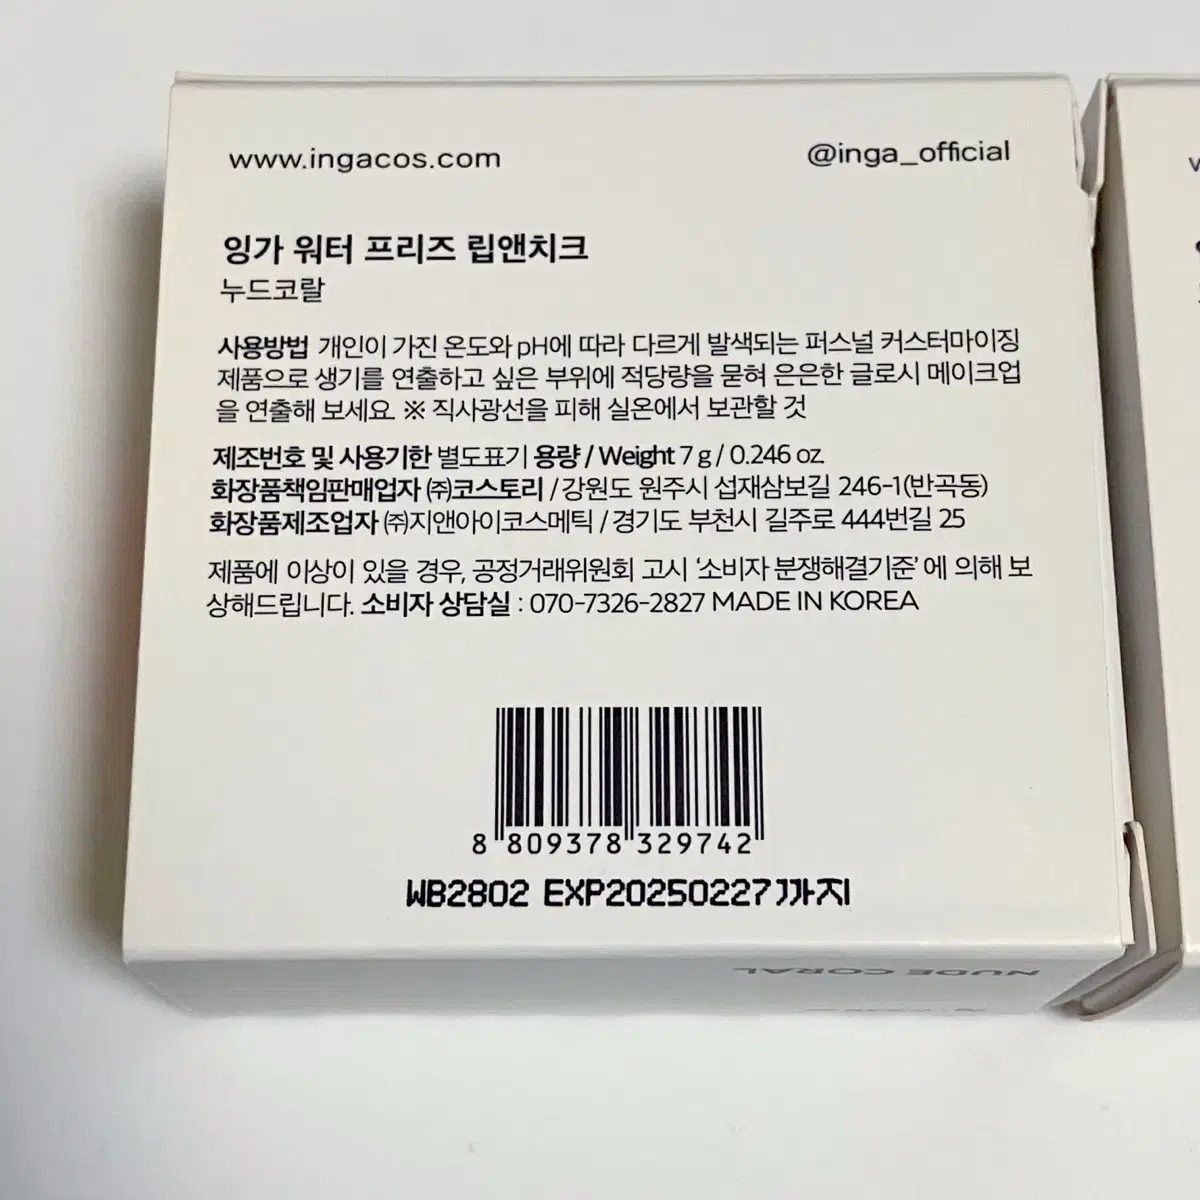 www.ingacos.com
@inga_official
잉가 워터 프리즈 립앤치크
누드코랄
사용방법 개인이 가진 온도와 pH에 따라 다르게 발색되는 퍼스널 커스터마이징
제품으로 생기를 연출하고 싶은 부위에 적당량을 묻혀 은은한 글로시 메이크업
을 연출해 보세요. ※ 직사광선을 피해 실온에서 보관할 것
제조번호 및 사용기한 별도표기 용량 / Weight 7 g / 0.246 oz.
화장품책임판매업자 ㈜코스토리 / 강원도 원주시 섭재삼보길 246-1(반곡동)
화장품제조업자 ㈜지앤아이코스메틱 / 경기도 부천시 길주로 444번길 25
제품에 이상이 있을 경우, 공정거래위원회 고시 ‘소비자 분쟁해결기준’ 에 의해 보
상해드립니다. 소비자 상담실 : 070-7326-2827 MADE IN KOREA
8 809378 329742
WB2802 EXP20250227까지
NUDE CORAL